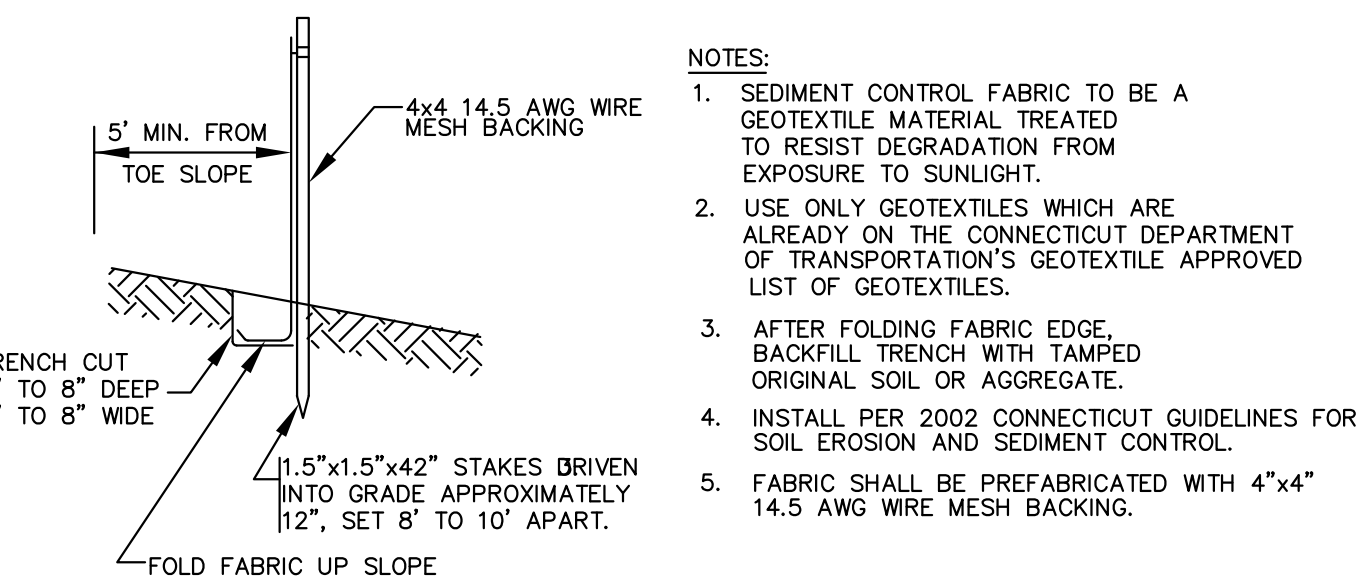 5' MIN. FROM
TOE SLOPE
4x4 14.5 AWG WIRE
MESH BACKING
CUT
TO 8" DEEP
TO 8" WIDE
1.5"x1.5"x42" STAKES
INTO GRADE APPROXIMATELY
12", SET 8' TO 10' APART.
FOLD FABRIC UP SLOPE
NOTES:
1. SEDIMENT CONTROL FABRIC TO BE A
GEOTEXTILE MATERIAL TREATED
TO RESIST DEGRADATION FROM
EXPOSURE TO SUNLIGHT.
2. USE ONLY GEOTEXTILES WHICH ARE
ALREADY ON THE CONNECTICUT DEPARTMENT
OF TRANSPORTATION'S GEOTEXTILE APPROVED
LIST OF GEOTEXTILES.
3. AFTER FOLDING FABRIC EDGE,
BACKFILL TRENCH WITH TAMPED
ORIGINAL SOIL OR AGGREGATE.
4. INSTALL PER 2002 CONNECTICUT GUIDELINES FOR
SOIL EROSION AND SEDIMENT CONTROL.
5. FABRIC SHALL BE PREFABRICATED WITH 4"x4"
14.5 AWG WIRE MESH BACKING.